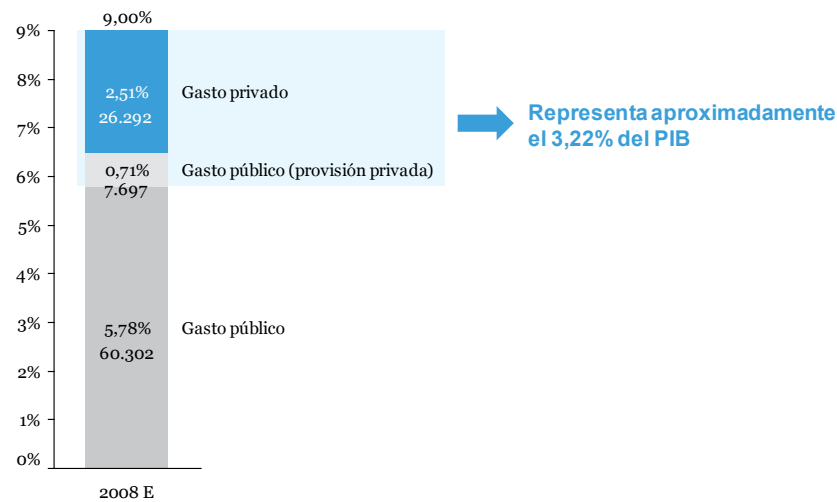 9,00%
9%
8%
7%
6%
5%
4%
3%
2%
1%
0%
2,51%
26.292
Gasto privado
0,71%
7.697
Gasto público (provisión privada)
5,78%
60.302
Gasto público
2008 E
Representa aproximadamente
el 3,22% del PIB